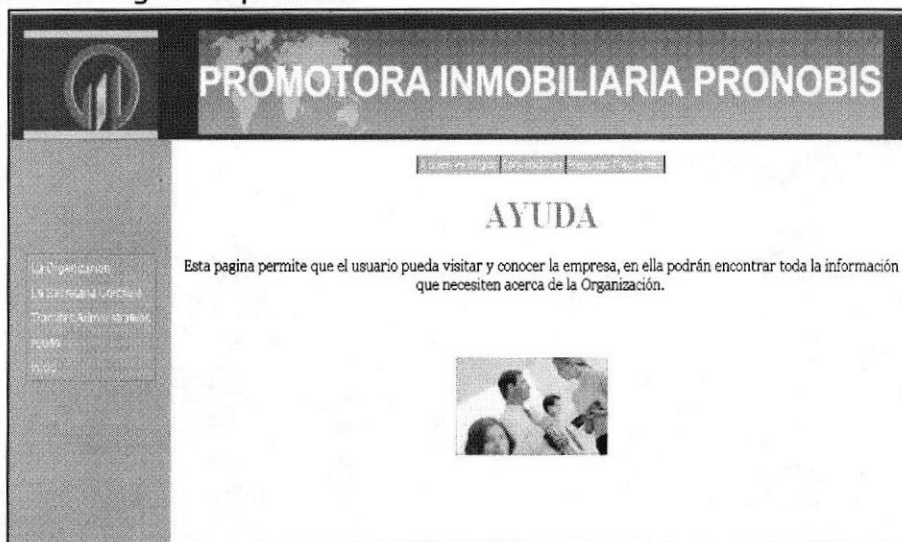 PROMOTORA INMOBILIARIA PRONOBIS
AYUDA
Esta pagina permite que el usuario pueda visitar y conocer la empresa, en ella podrán encontrar toda la información
que necesiten acerca de la Organización.
La Organización
Ayuda